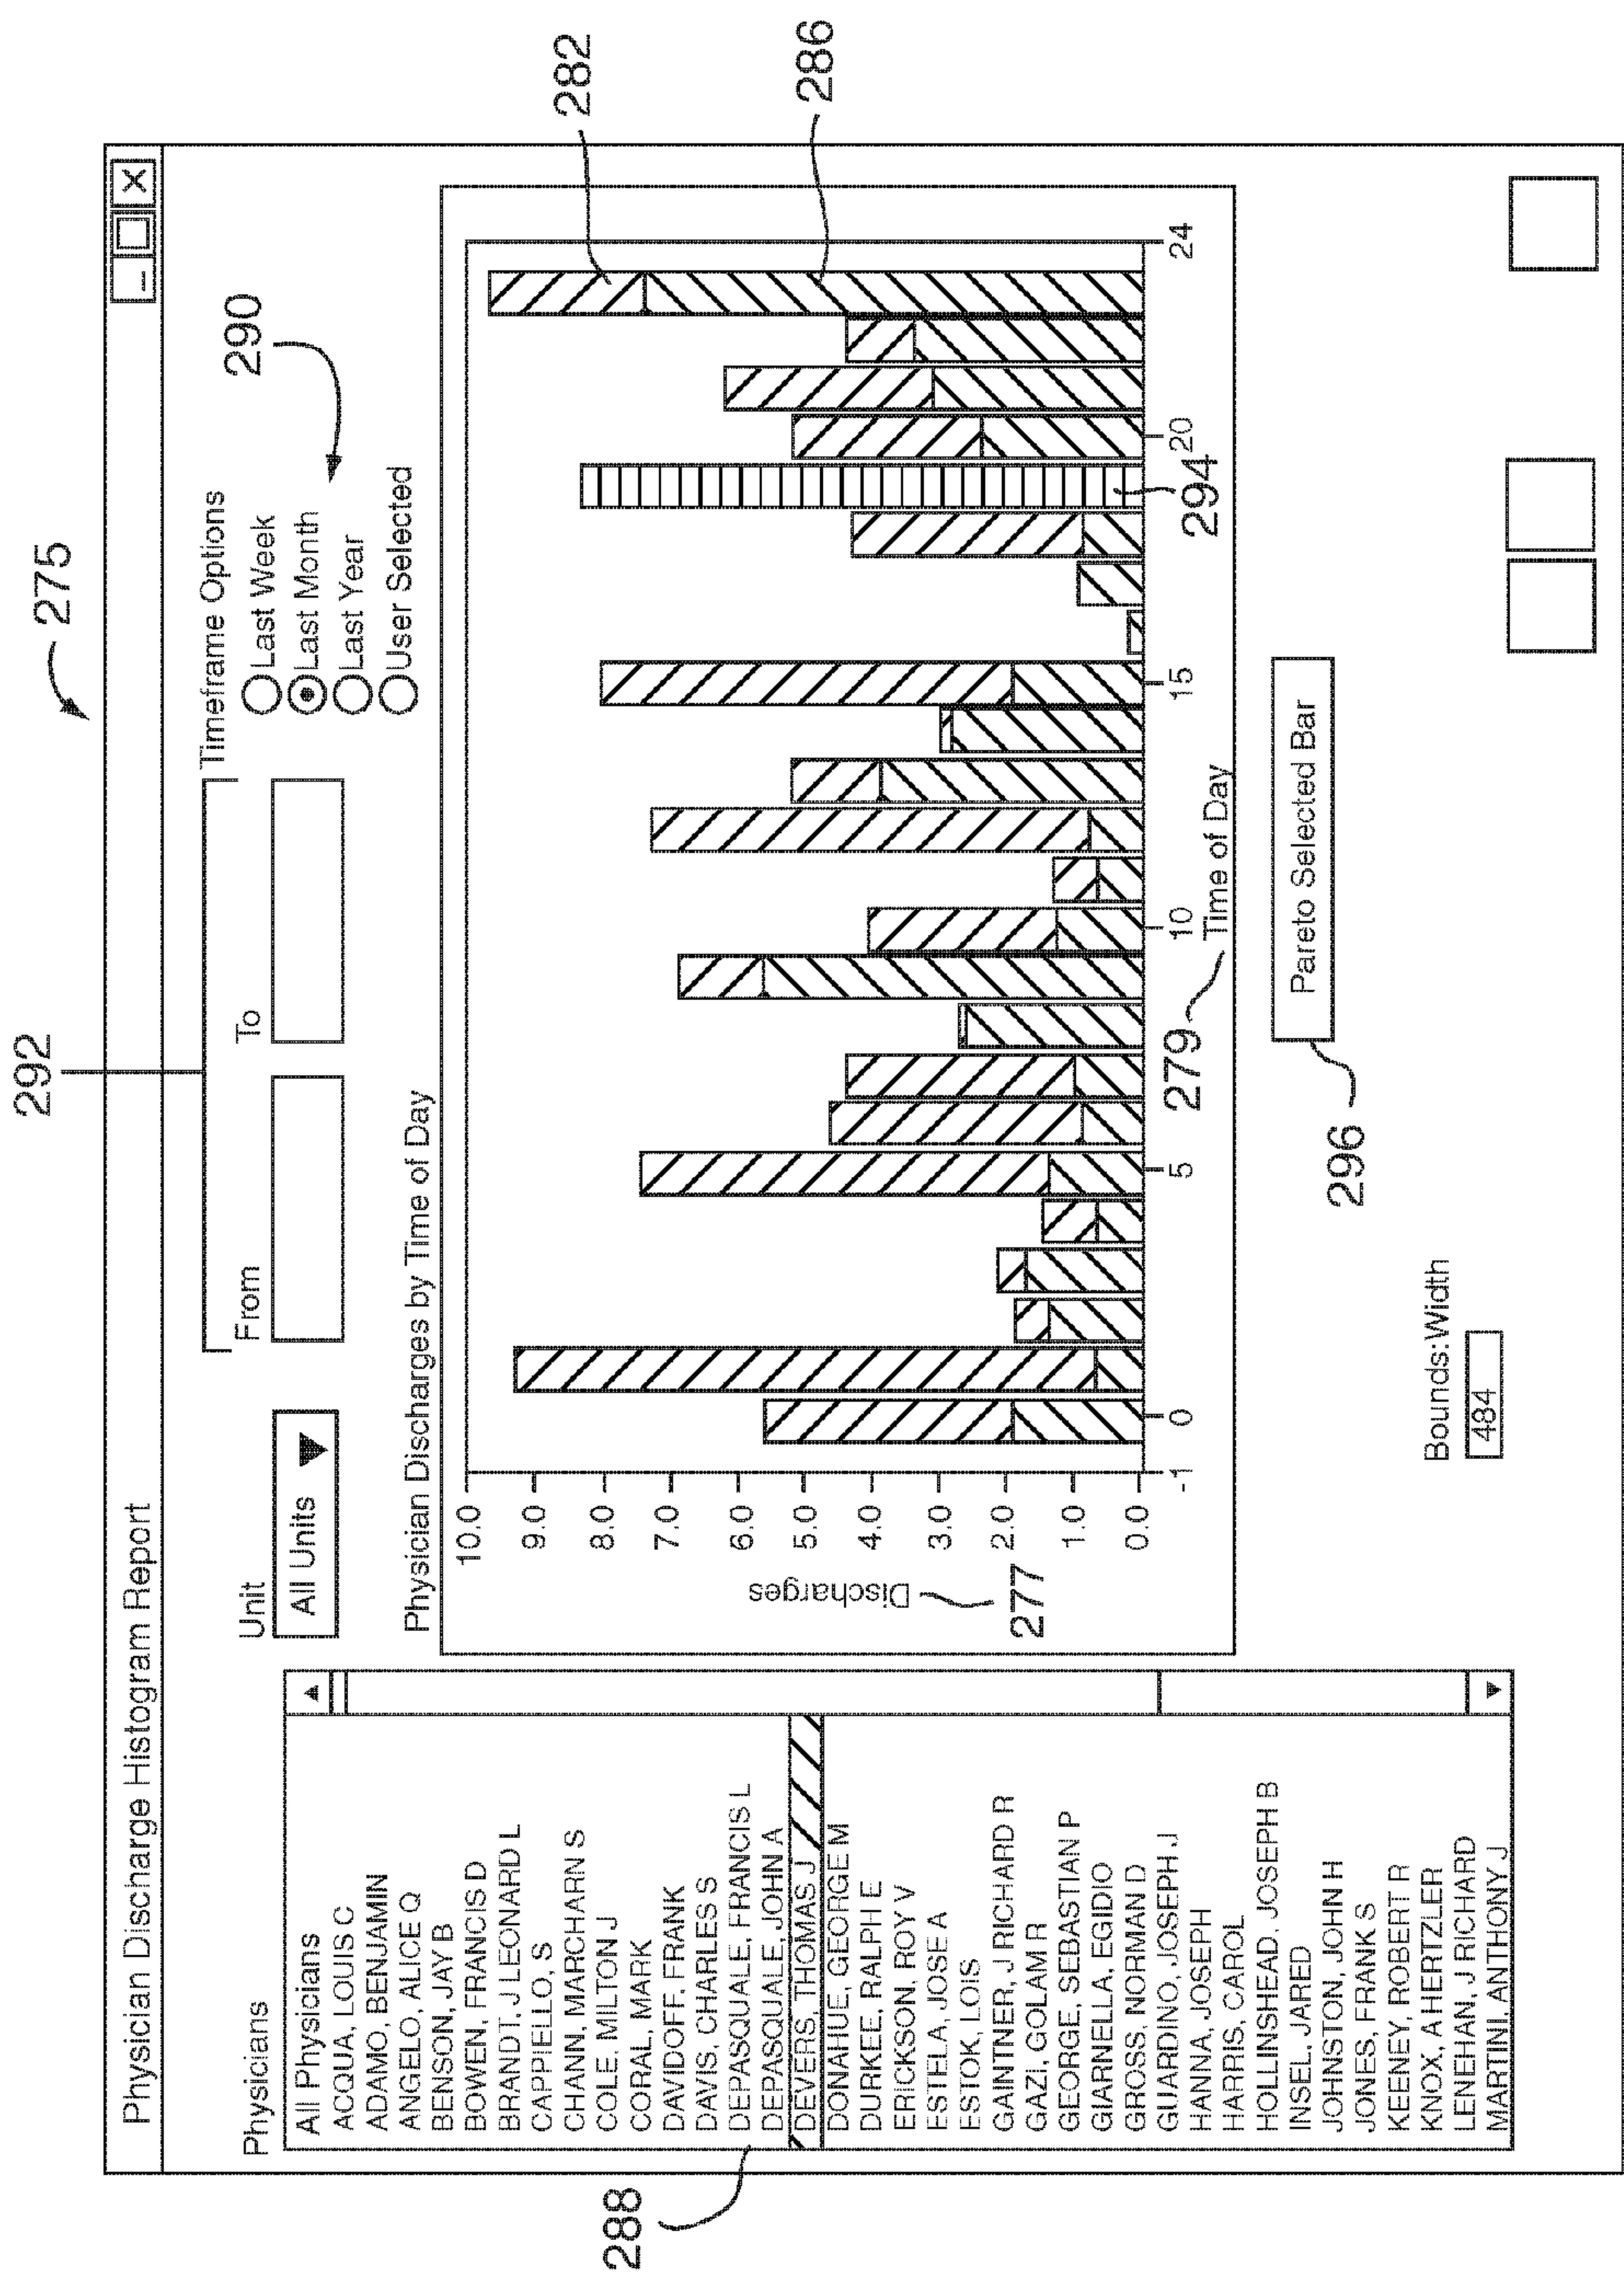 275
292
Physician Discharge Histogram Report
Physicians
All Physicians
ACQUA, LOUIS C
ADAMO, BENJAMIN
ANGELO, ALICE Q
BENSON, JAY B
BOWEN, FRANCIS D
BRANDT, J LEONARD L
CAPPIELLO, S
CHANN, MARCHARN S
COLE, MILTON J
CORAL, MARK
DAVIDOFF, FRANK
DAVIS, CHARLES S
DEPASQUALE, FRANCIS L
DEPASQUALE, JOHN A
DEVERS, THOMAS, J
DONAHUE, GEORGE M
DURKEE, RALPH E
ERICKSON, ROY V
ESTELA, JOSE A
ESTOK, LOIS
GAINTNER, J RICHARD R
GAZI, GOLAM R
GEORGE, SEBASTIAN P
GIARNELLA, EGIDIO
GROSS, NORMAN D
GUARDINO, JOSEPH J
HANNA, JOSEPH
HARRIS, CAROL
HOLLINSHEAD, JOSEPH B
INSEL, JARED
JOHNSTON, JOHN H
JONES, FRANK S
KEENEY, ROBERT R
KNOX, A HERTZLER
LENEHAN, J RICHARD
MARTINI, ANTHONY J
288
Unit
All Units
From
To
Timeframe Options
Last Week
Last Month
Last Year
User Selected
290
Physician Discharges by Time of Day
282
286
10.0
9.0
8.0
7.0
6.0
5.0
4.0
3.0
2.0
1.0
0.0
Discharges
277
-1
0
5
10
15
20
24
279
Time of Day
294
Pareto Selected Bar
296
Bounds:Width
484